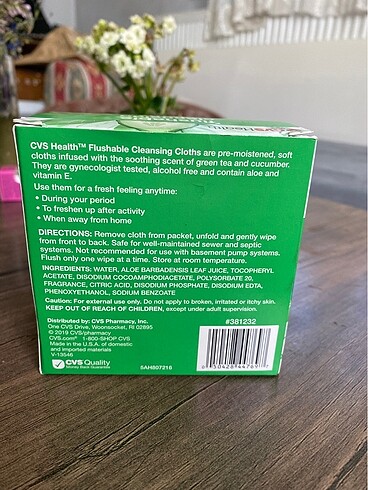 CVS Health™ Flushable Cleansing Cloths are pre-moistened, soft
cloths infused with the soothing scent of green tea and cucumber.
They are gynecologist tested, alcohol free and contain aloe and
vitamin E.
Use them for a fresh feeling anytime:
• During your period
• To freshen up after activity
• When away from home
DIRECTIONS: Remove cloth from packet, unfold and gently wipe
from front to back. Safe for well-maintained sewer and septic
systems. Not recommended for use with basement pump systems.
Flush only one wipe at a time. Store at room temperature.
INGREDIENTS: WATER, ALOE BARBADENSIS LEAF JUICE, TOCOPHERYL
ACETATE, DISODIUM COCOAMPHODIACETATE, POLYSORBATE 20,
FRAGRANCE, CITRIC ACID, DISODIUM PHOSPHATE, DISODIUM EDTA,
PHENOXYETHANOL, SODIUM BENZOATE
Caution: For external use only. Do not apply to broken, irritated or itchy skin.
KEEP OUT OF REACH OF CHILDREN, except under adult supervision.
Distributed by: CVS Pharmacy, Inc.
One CVS Drive, Woonsocket, RI 02895
© 2019 CVS/pharmacy
CVS.com® 1-800-SHOP CVS
Made in the U.S.A. of domestic
and imported materials
V-13546
CVS Quality
Money Back Guarantee
5AH807216
#381232